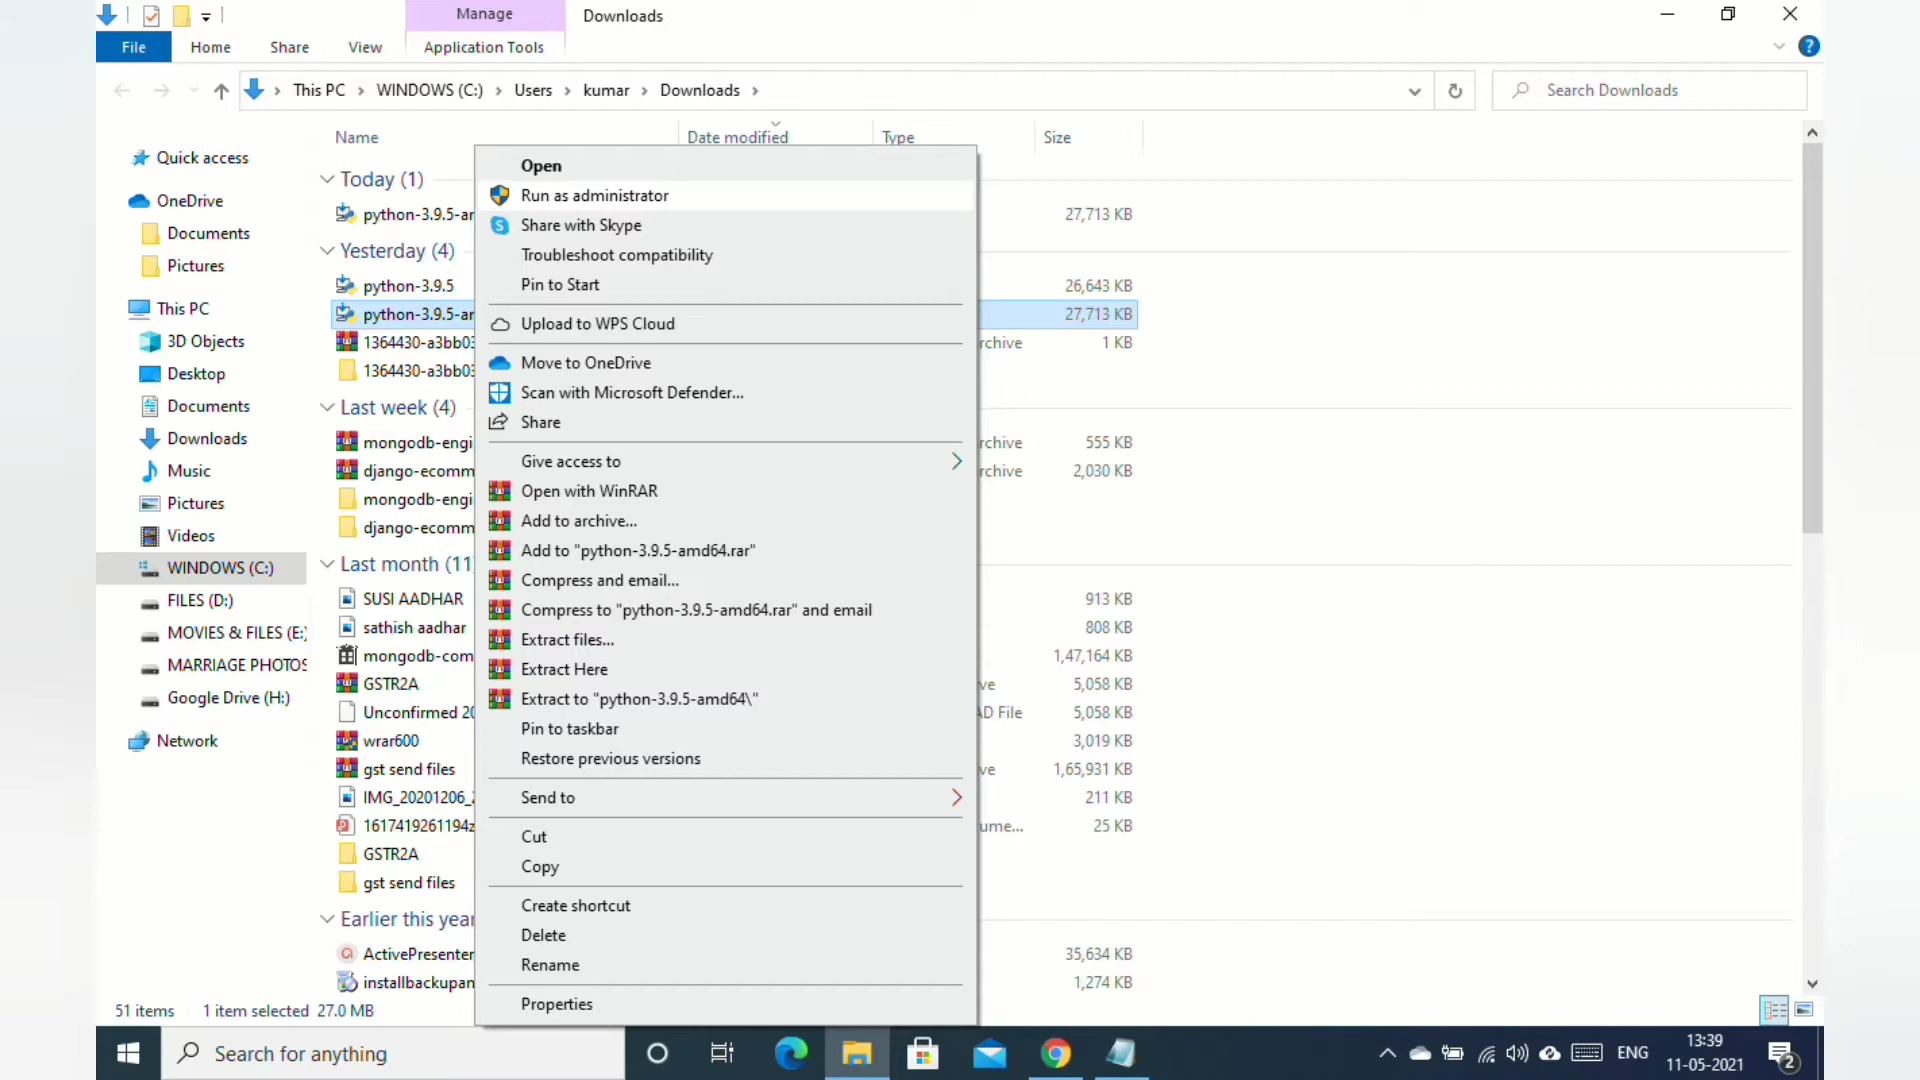 Manage
Downloads
File
Home
Share
View
Application Tools
This PC
WINDOWS (C:)
Users
kumar
Downloads
Search Downloads
Name
Date modified
Type
Size
Quick access
OneDrive
Documents
Pictures
This PC
3D Objects
Desktop
Documents
Downloads
Music
Pictures
Videos
WINDOWS (C:)
FILES (D:)
MOVIES & FILES (E:)
MARRIAGE PHOTOS
Google Drive (H:)
Network
Today (1)
python-3.9.5-am
27,713 KB
Yesterday (4)
python-3.9.5
26,643 KB
python-3.9.5-am
27,713 KB
1364430-a3bb03
rchive
1 KB
1364430-a3bb03
Last week (4)
mongodb-engi
rchive
555 KB
django-ecomm
rchive
2,030 KB
mongodb-engi
django-ecomm
Last month (11
SUSI AADHAR
913 KB
sathish aadhar
808 KB
mongodb-com
1,47,164 KB
GSTR2A
ve
5,058 KB
Unconfirmed 20
AD File
5,058 KB
wrar600
3,019 KB
gst send files
ve
1,65,931 KB
IMG_20201206_2
211 KB
1617419261194z
ume...
25 KB
GSTR2A
gst send files
Earlier this year
ActivePresenter
35,634 KB
installbackupan
1,274 KB
Open
Run as administrator
Share with Skype
Troubleshoot compatibility
Pin to Start
Upload to WPS Cloud
Move to OneDrive
Scan with Microsoft Defender...
Share
Give access to
Open with WinRAR
Add to archive...
Add to "python-3.9.5-amd64.rar"
Compress and email...
Compress to "python-3.9.5-amd64.rar" and email
Extract files...
Extract Here
Extract to "python-3.9.5-amd64\"
Pin to taskbar
Restore previous versions
Send to
Cut
Copy
Create shortcut
Delete
Rename
Properties
51 items
1 item selected 27.0 MB
Search for anything
ENG
13:39
11-05-2021
2